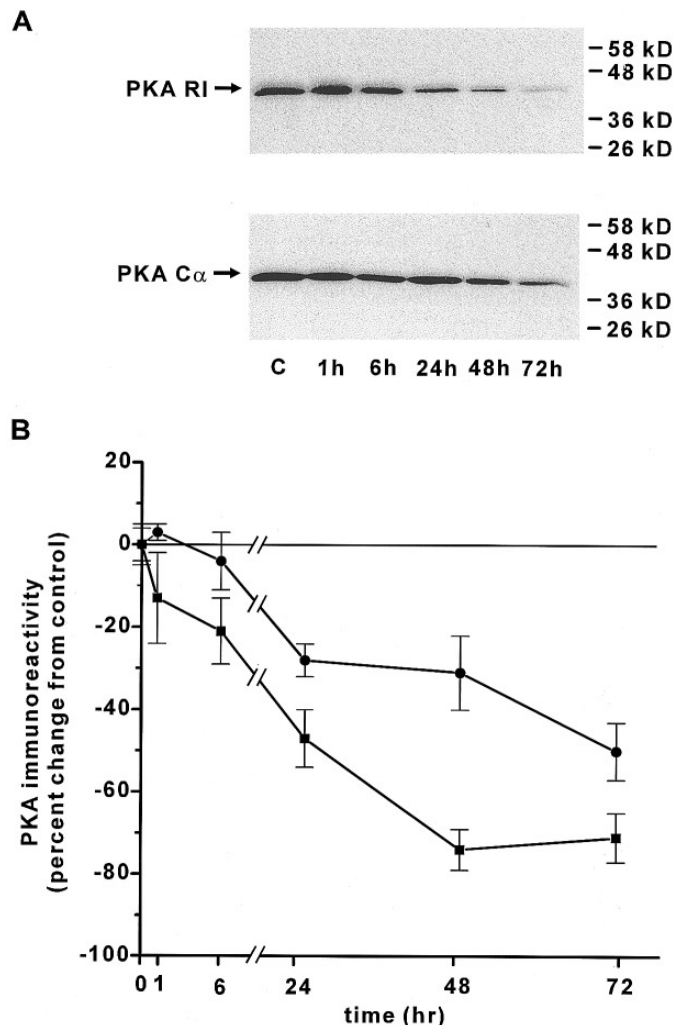 A
PKA RI
58 kD
48 kD
36 kD
26 kD
PKA Cα
58 kD
48 kD
36 kD
26 kD
C 1h 6h 24h 48h 72h
B
PKA immunoreactivity
(percent change from control)
20
0
-20
-40
-60
-80
-100
0 1 6 24 48 72
time (hr)